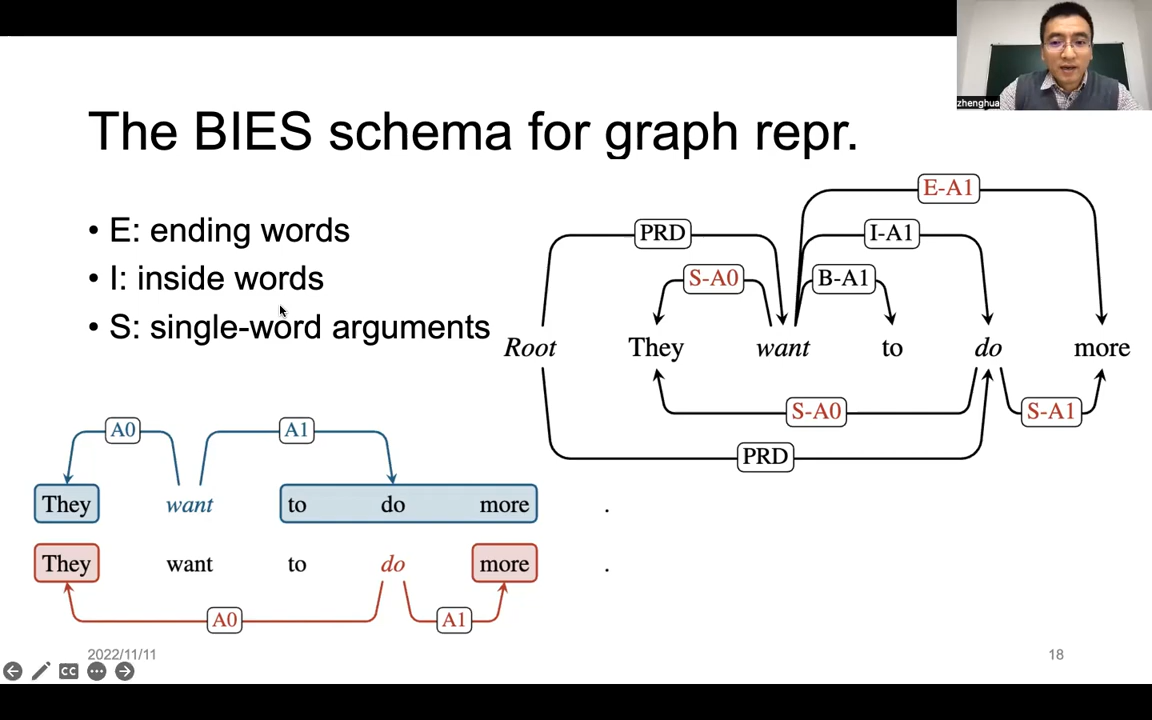 zhenghua
The BIES schema for graph repr.
• E: ending words
• I: inside words
• S: single-word arguments
E-A1
PRD
I-A1
S-A0
B-A1
Root They want to do more
S-A0
S-A1
PRD
A0
A1
They want to do more .
They want to do more .
A0
A1
2022/11/11
18
CC